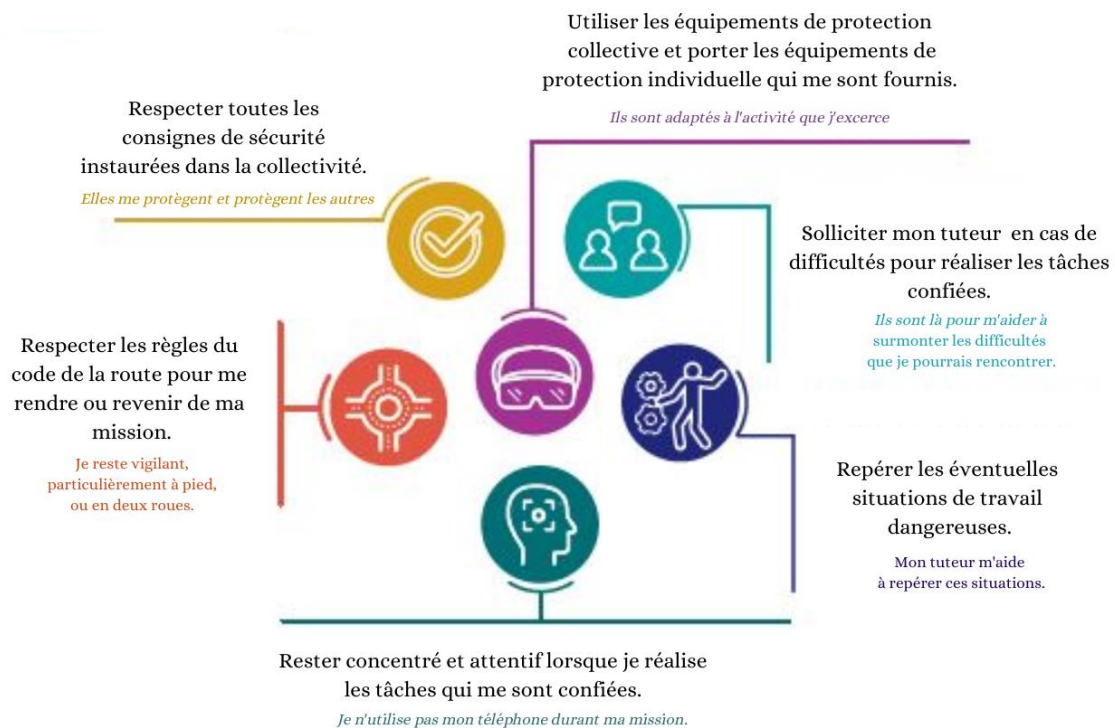 Utiliser les équipements de protection
collective et porter les équipements de
protection individuelle qui me sont fournis.
Ils sont adaptés à l'activité que j'excerce
Respecter toutes les
consignes de sécurité
instaurées dans la collectivité.
Elles me protègent et protègent les autres
Solliciter mon tuteur en cas de
difficultés pour réaliser les tâches
confiées.
Ils sont là pour m'aider à
surmonter les difficultés
que je pourrais rencontrer.
Respecter les règles du
code de la route pour me
rendre ou revenir de ma
mission.
Je reste vigilant,
particulièrement à pied,
ou en deux roues.
Repérer les éventuelles
situations de travail
dangereuses.
Mon tuteur m'aide
à repérer ces situations.
Rester concentré et attentif lorsque je réalise
les tâches qui me sont confiées.
Je n'utilise pas mon téléphone durant ma mission.